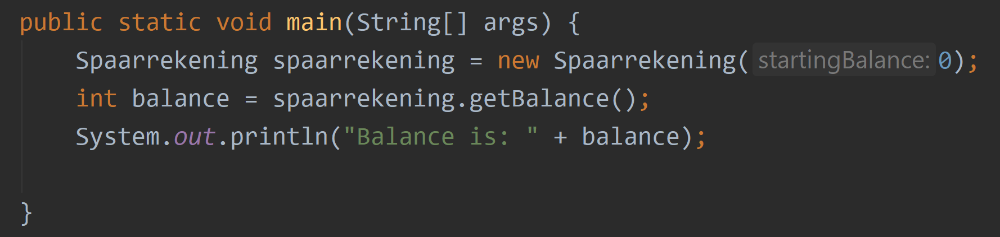 public static void main(String[] args) {
Spaarrekening spaarrekening = new Spaarrekening( startingBalance: 0);
int balance = spaarrekening.getBalance();
System.out.println("Balance is: " + balance);
}